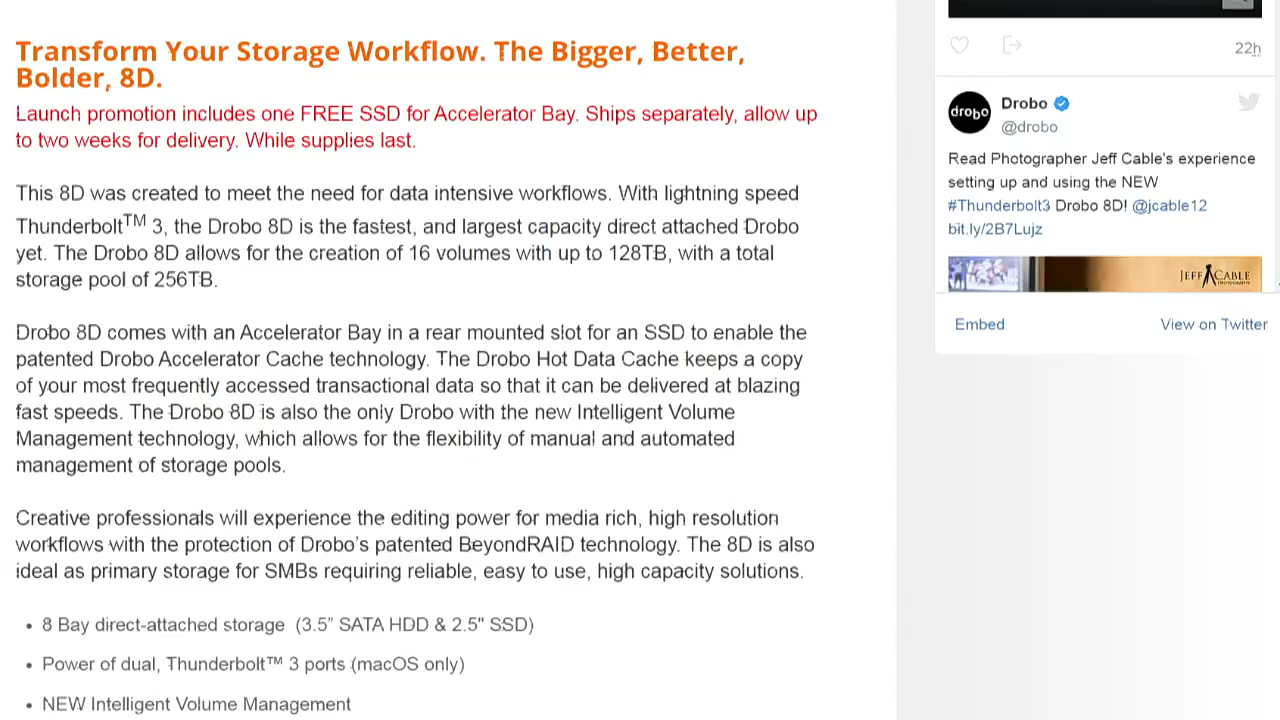 Transform Your Storage Workflow. The Bigger, Better,
Bolder, 8D.
Launch promotion includes one FREE SSD for Accelerator Bay. Ships separately, allow up
to two weeks for delivery. While supplies last.
This 8D was created to meet the need for data intensive workflows. With lightning speed
Thunderbolt™ 3, the Drobo 8D is the fastest, and largest capacity direct attached Drobo
yet. The Drobo 8D allows for the creation of 16 volumes with up to 128TB, with a total
storage pool of 256TB.
Drobo 8D comes with an Accelerator Bay in a rear mounted slot for an SSD to enable the
patented Drobo Accelerator Cache technology. The Drobo Hot Data Cache keeps a copy
of your most frequently accessed transactional data so that it can be delivered at blazing
fast speeds. The Drobo 8D is also the only Drobo with the new Intelligent Volume
Management technology, which allows for the flexibility of manual and automated
management of storage pools.
Creative professionals will experience the editing power for media rich, high resolution
workflows with the protection of Drobo's patented BeyondRAID technology. The 8D is also
ideal as primary storage for SMBs requiring reliable, easy to use, high capacity solutions.
• 8 Bay direct-attached storage (3.5" SATA HDD & 2.5" SSD)
• Power of dual, Thunderbolt™ 3 ports (macOS only)
• NEW Intelligent Volume Management
22h
drobo
Drobo
@drobo
Read Photographer Jeff Cable's experience
setting up and using the NEW
#Thunderbolt3 Drobo 8D! @jcable12
bit.ly/2B7Lujz
JEFF CABLE
Embed
View on Twitter